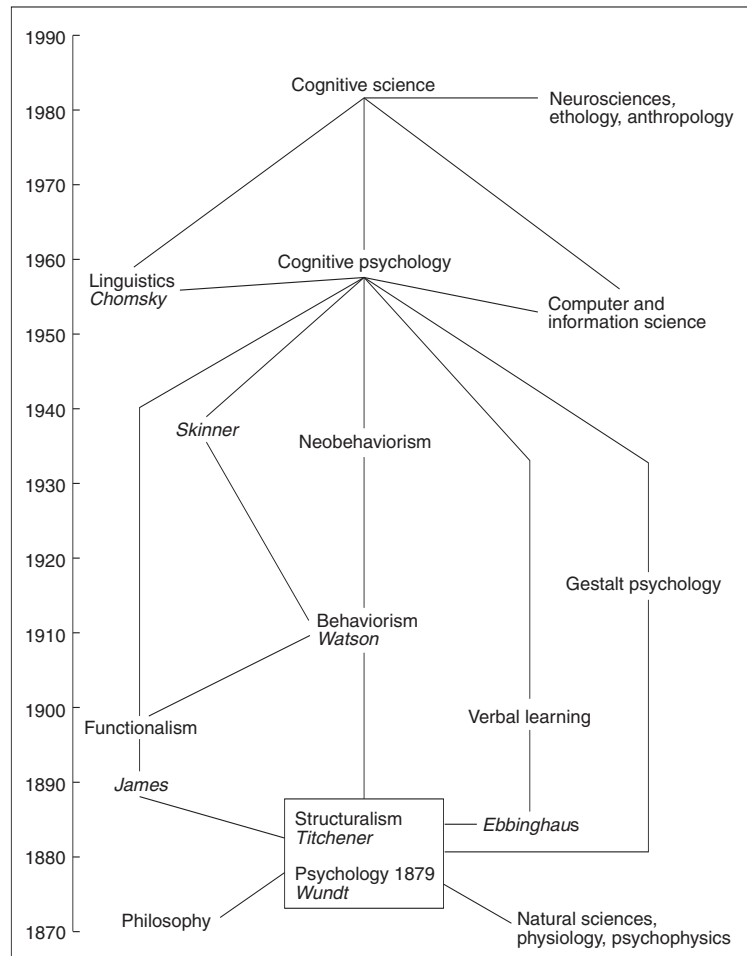 1990
Cognitive science
Neurosciences,
ethology, anthropology
1980
1970
1960
Cognitive psychology
Linguistics
Chomsky
Computer and
information science
1950
1940
Skinner
Neobehaviorism
1930
1920
Gestalt psychology
Behaviorism
Watson
1910
1900
Functionalism
Verbal learning
1890
James
Structuralism
Titchener
Ebbinghaus
1880
Psychology 1879
Wundt
Philosophy
Natural sciences,
physiology, psychophysics
1870